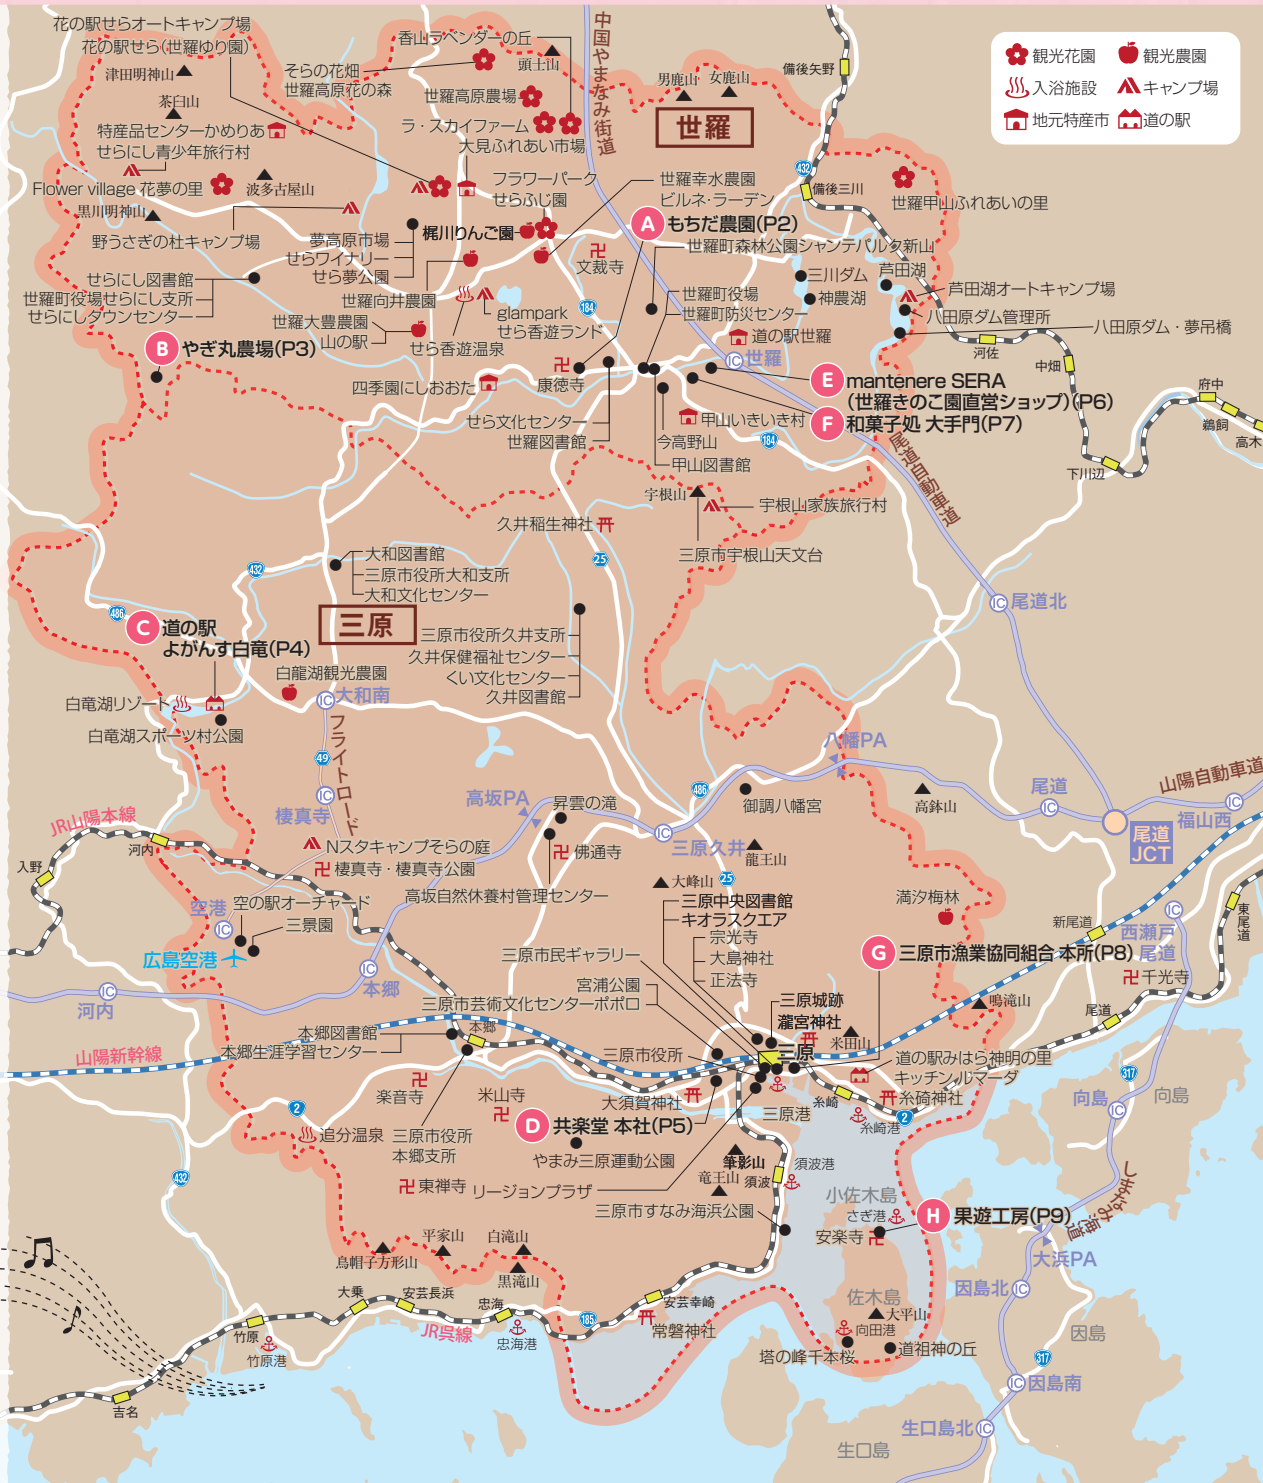 花の駅せらオートキャンプ場
花の駅せら(世羅ゆり園)
津田明神山
茶臼山
特産品センターかめりあ
せらにし青少年旅行村
Flower village 花夢の里
波多古屋山
黒川明神山
野うさぎの杜キャンプ場
そらの花畑
世羅高原花の森
香山ラベンダーの丘
頭士山
世羅高原農場
ラ・スカイファーム
大見ふれあい市場
中国やまなみ街道
男鹿山
女鹿山
世羅
備後矢野
観光花園
観光農園
入浴施設
キャンプ場
地元特産市
道の駅
432
備後三川
世羅甲山ふれあいの里
フラワーパーク
せらふじ園
世羅幸水農園
ビルネ・ラーデン
A もちだ農園(P2)
世羅町森林公園シャンテパルク新山
梶川りんご園
夢高原市場
せらワイナリー
せら夢公園
文裁寺
せらにし図書館
世羅町役場せらにし支所
せらにしタウンセンター
世羅向井農園
glampark
せら香遊ランド
184
世羅町役場
世羅町防災センター
三川ダム
神農湖
芦田湖
芦田湖オートキャンプ場
八田原ダム管理所
八田原ダム・夢吊橋
世羅大豊農園
山の駅
せら香遊温泉
道の駅世羅
IC 世羅
河佐
中畑
府中
鵜飼
高木
下川辺
B やぎ丸農場(P3)
四季園にしおおた
康徳寺
E mantenere SERA
(世羅きのこ園直営ショップ)(P6)
F 和菓子処 大手門(P7)
せら文化センター
世羅図書館
甲山いきいき村
今高野山
甲山図書館
184
尾道自動車道
宇根山
宇根山家族旅行村
三原市宇根山天文台
久井稲生神社
25
432
大和図書館
三原市役所大和支所
大和文化センター
486
C 道の駅
よがんす白竜(P4)
三原
三原市役所久井支所
久井保健福祉センター
くい文化センター
久井図書館
IC 尾道北
白龍湖観光農園
白竜湖リゾート
白竜湖スポーツ村公園
IC 大和南
フライトロード
49
IC
棲真寺
高坂PA
昇雲の滝
八幡PA
486
御調八幡宮
高鉢山
尾道
IC
山陽自動車道
IC
福山西
尾道
JCT
JR山陽本線
河内
入野
Nスタキャンプそらの庭
棲真寺・棲真寺公園
佛通寺
IC
三原久井
龍王山
高坂自然休養村管理センター
大峰山
25
三原中央図書館
キオラスクエア
宗光寺
大島神社
正法寺
満汐梅林
空港
IC
空の駅オーチャード
三景園
広島空港
IC
本郷
IC
河内
三原市民ギャラリー
宮浦公園
三原市芸術文化センターポポロ
G 三原市漁業協同組合 本所(P8)
新尾道
IC
西瀬戸
尾道
東尾道
千光寺
尾道
鳴滝山
三原城跡
瀧宮神社
米田山
山陽新幹線
本郷図書館
本郷生涯学習センター
本郷
三原市役所
三原
道の駅みはら神明の里
キッチンルマーダ
糸碕神社
楽音寺
米山寺
大須賀神社
三原港
糸崎
糸崎港
2
2
317
向島
IC
向島
追分温泉
三原市役所
本郷支所
D 共楽堂 本社(P5)
やまみ三原運動公園
筆影山
竜王山
須波
須波港
432
東禅寺
リージョンプラザ
三原市すなみ海浜公園
小佐木島
さぎ港
安楽寺
H 果遊工房(P9)
しまなみ海道
大浜PA
烏帽子方形山
平家山
白滝山
黒滝山
佐木島
大平山
向田港
塔の峰千本桜
道祖神の丘
因島北 IC
因島
317
IC 因島南
生口島北 IC
生口島
大乗
安芸長浜
忠海
忠海港
JR呉線
185
安芸幸崎
常磐神社
竹原
竹原港
吉名